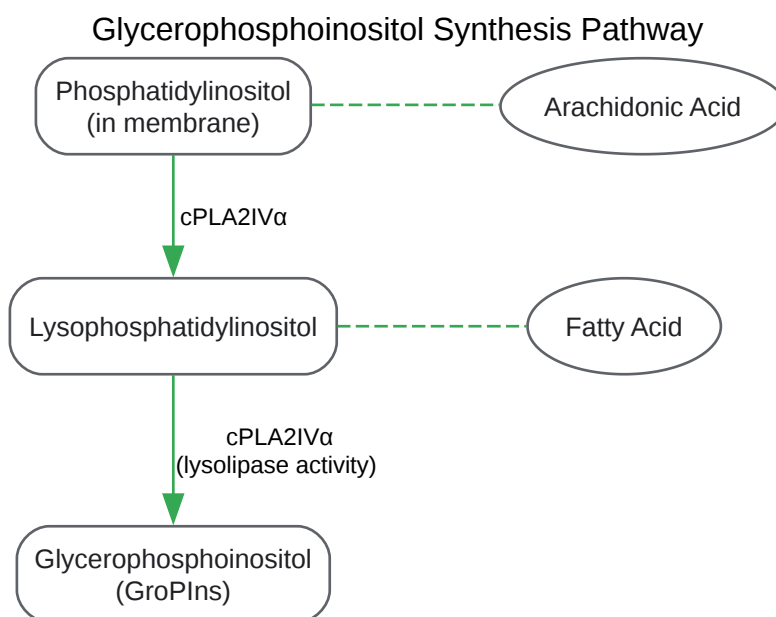 Glycerophosphoinositol Synthesis Pathway
Phosphatidylinositol
(in membrane)
Arachidonic Acid
cPLA2IVα
Lysophosphatidylinositol
Fatty Acid
cPLA2IVα
(lysolipase activity)
Glycerophosphoinositol
(GroPIns)